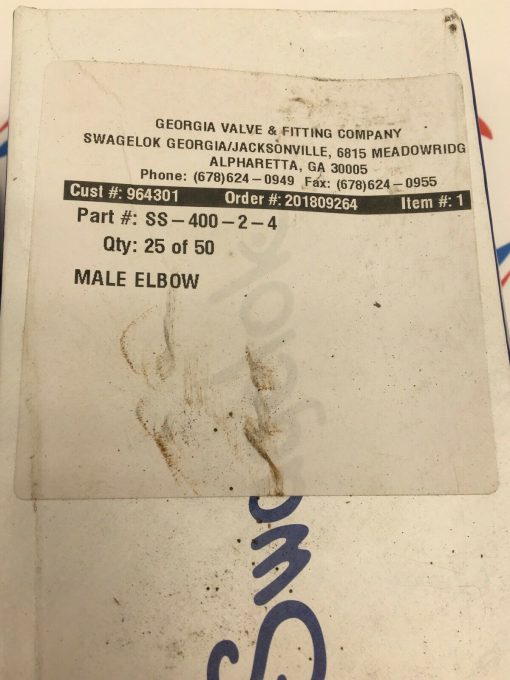 GEORGIA VALVE & FITTING COMPANY
SWAGELOK GEORGIA/JACKSONVILLE, 6815 MEADOWRIDG
ALPHARETTA, GA 30005
Phone: (678)624-0949 Fax: (678)624-0955
Cust #: 964301 Order #: 201809264 Item #: 1
Part #: SS-400-2-4
Qty: 25 of 50
MALE ELBOW
Swagelok